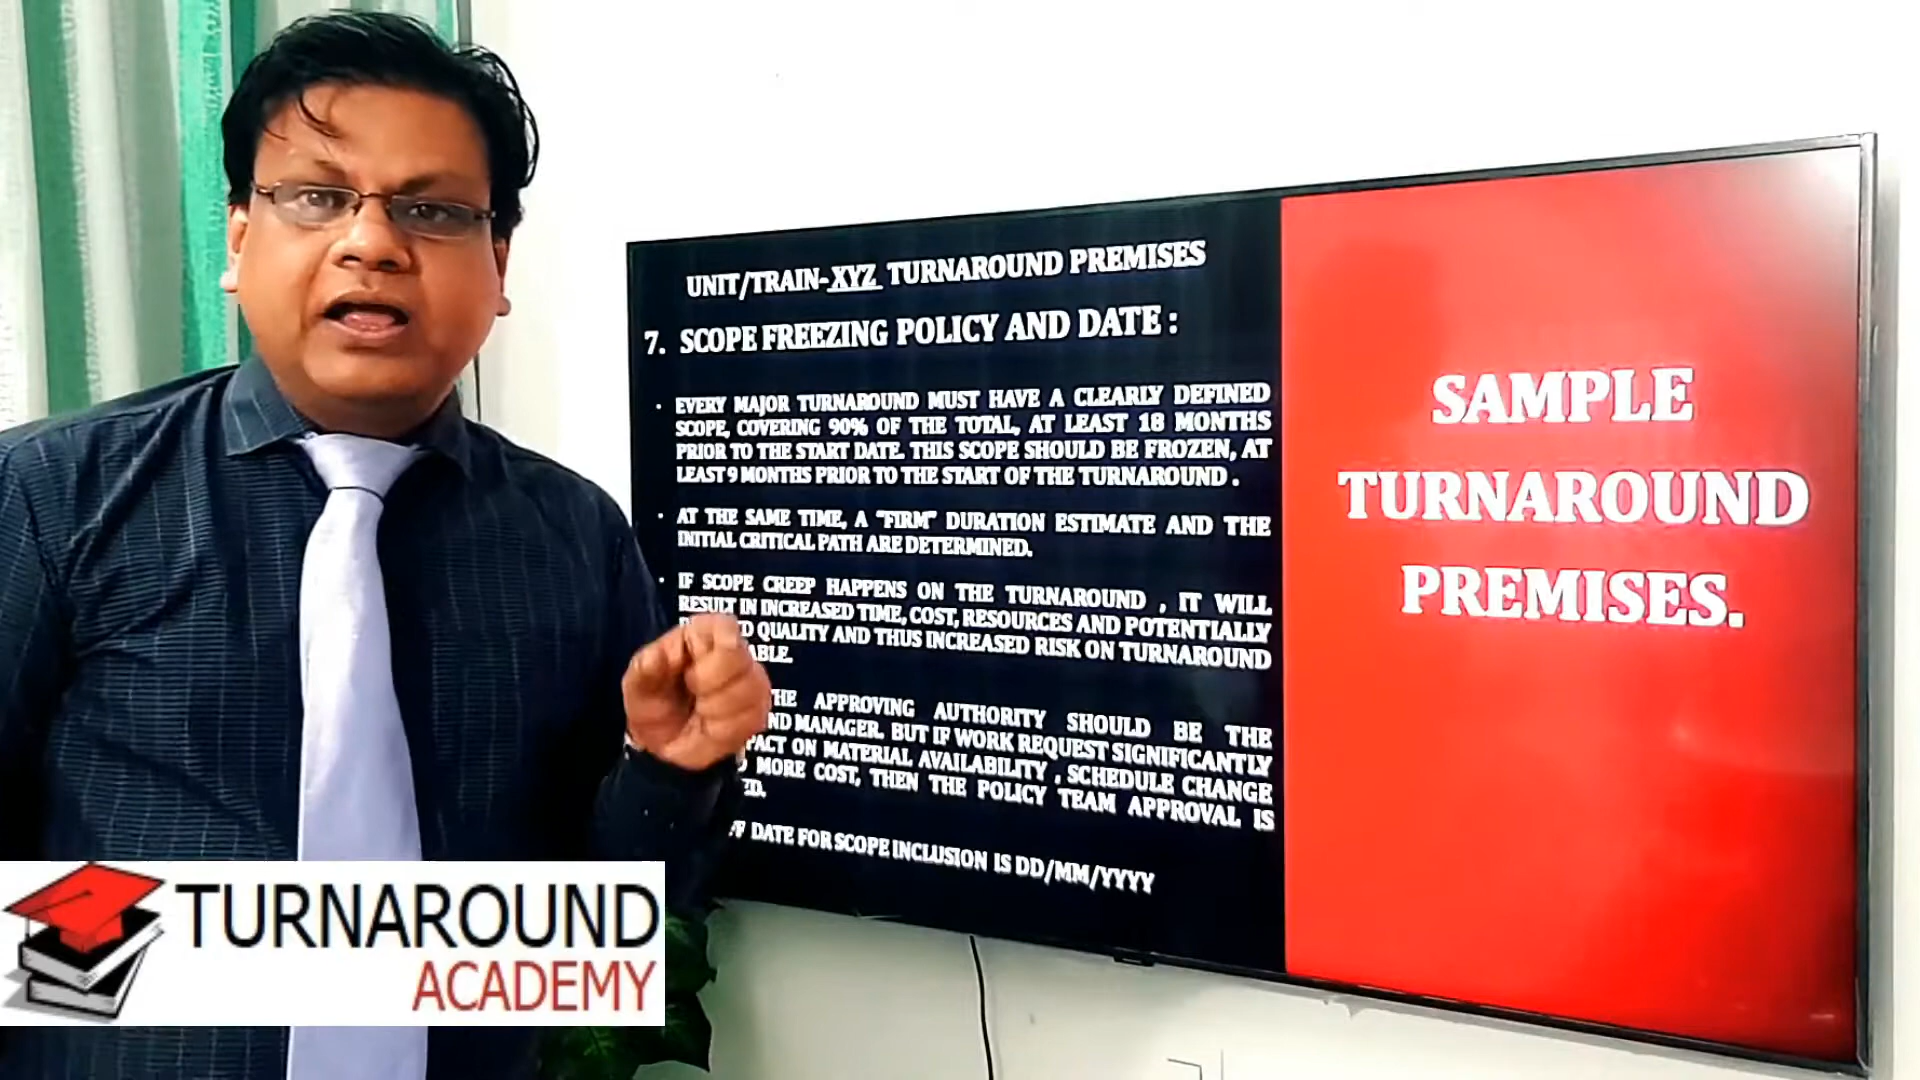 UNIT/TRAIN-XYZ TURNAROUND PREMISES
7. SCOPE FREEZING POLICY AND DATE :
• EVERY MAJOR TURNAROUND MUST HAVE A CLEARLY DEFINED
SCOPE, COVERING 90% OF THE TOTAL, AT LEAST 18 MONTHS
PRIOR TO THE START DATE. THIS SCOPE SHOULD BE FROZEN, AT
LEAST 9 MONTHS PRIOR TO THE START OF THE TURNAROUND .
• AT THE SAME TIME, A "FIRM" DURATION ESTIMATE AND THE
INITIAL CRITICAL PATH ARE DETERMINED.
• IF SCOPE CREEP HAPPENS ON THE TURNAROUND , IT WILL
RESULT IN INCREASED TIME, COST, RESOURCES AND POTENTIALLY
QUALITY AND THUS INCREASED RISK ON TURNAROUND
THE APPROVING AUTHORITY SHOULD BE THE
MANAGER. BUT IF WORK REQUEST SIGNIFICANTLY
ON MATERIAL AVAILABILITY , SCHEDULE CHANGE
MORE COST, THEN THE POLICY TEAM APPROVAL IS
DATE FOR SCOPE INCLUSION IS DD/MM/YYYY
SAMPLE
TURNAROUND
PREMISES.
TURNAROUND
ACADEMY